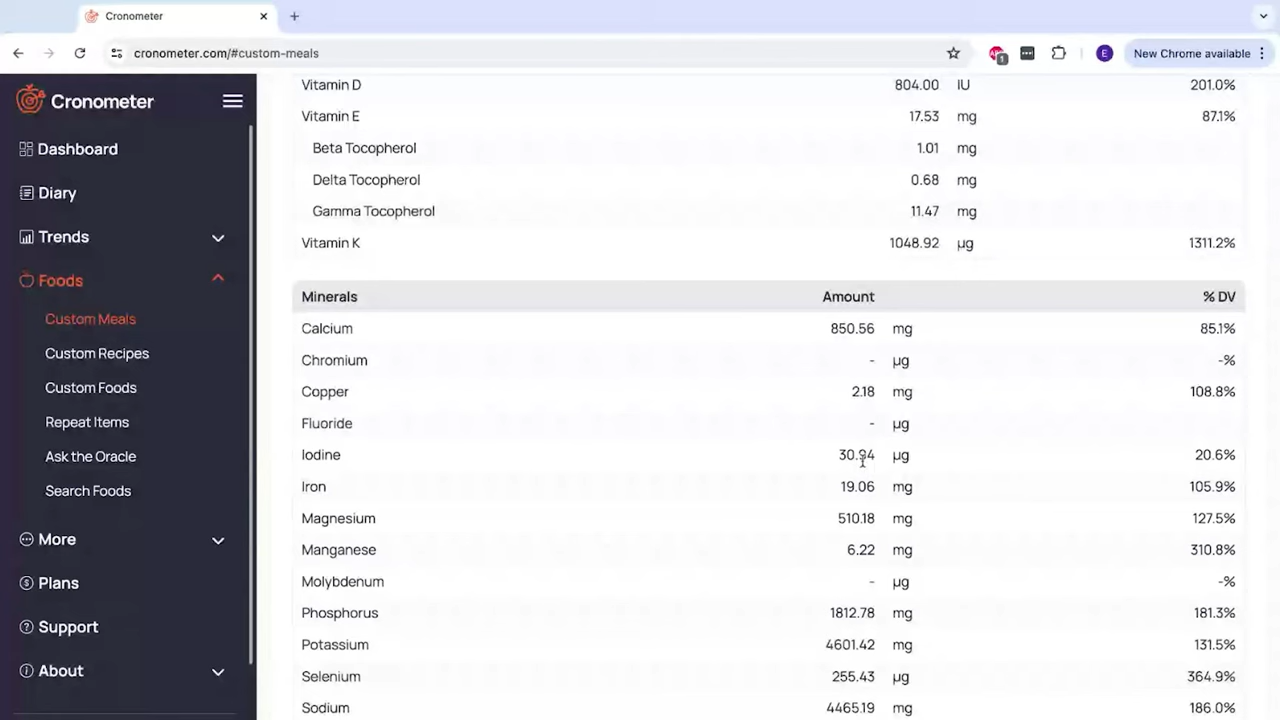 Cronometer
cronometer.com/#custom-meals
E
New Chrome available
1
Cronometer
Dashboard
Diary
Trends
Foods
Custom Meals
Custom Recipes
Custom Foods
Repeat Items
Ask the Oracle
Search Foods
More
Plans
Support
About
Vitamin D 804.00 IU 201.0%
Vitamin E 17.53 mg 87.1%
Beta Tocopherol 1.01 mg
Delta Tocopherol 0.68 mg
Gamma Tocopherol 11.47 mg
Vitamin K 1048.92 µg 1311.2%
Minerals Amount % DV
Calcium 850.56 mg 85.1%
Chromium - µg -%
Copper 2.18 mg 108.8%
Fluoride - µg
Iodine 30.94 µg 20.6%
Iron 19.06 mg 105.9%
Magnesium 510.18 mg 127.5%
Manganese 6.22 mg 310.8%
Molybdenum - µg -%
Phosphorus 1812.78 mg 181.3%
Potassium 4601.42 mg 131.5%
Selenium 255.43 µg 364.9%
Sodium 4465.19 mg 186.0%